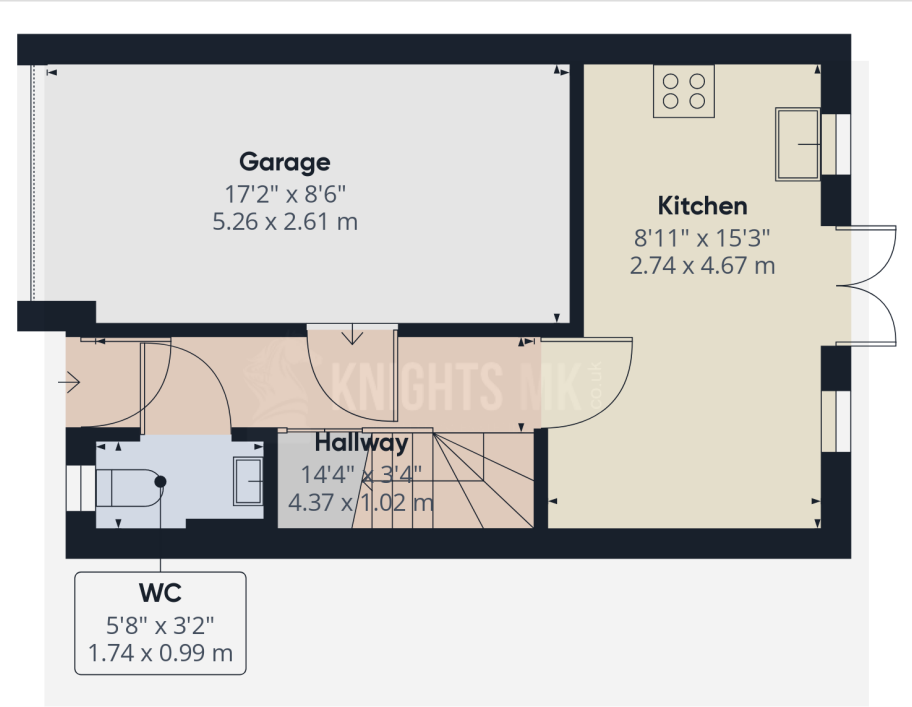 Garage
17'2" x 8'6"
5.26 x 2.61 m
Kitchen
8'11" x 15'3"
2.74 x 4.67 m
KNIGHTS MK
.co.uk
Hallway
14'4" x 3'4"
4.37 x 1.02 m
WC
5'8" x 3'2"
1.74 x 0.99 m